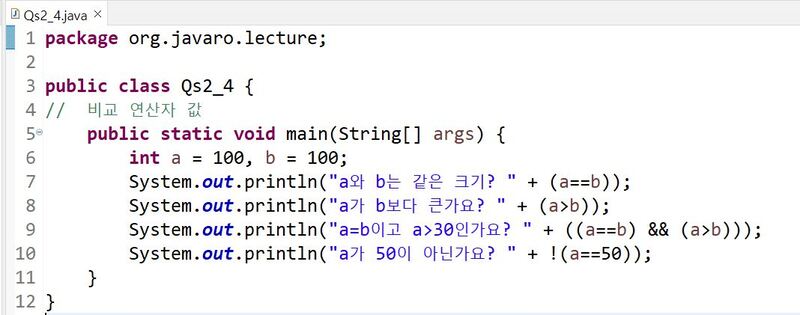 Qs2_4.java
1 package org.javaro.lecture;
2
3 public class Qs2_4 {
4 // 비교 연산자 값
5 public static void main(String[] args) {
6 int a = 100, b = 100;
7 System.out.println("a와 b는 같은 크기? " + (a==b));
8 System.out.println("a가 b보다 큰가요? " + (a>b));
9 System.out.println("a=b이고 a>30인가요? " + ((a==b) && (a>b)));
10 System.out.println("a가 50이 아닌가요? " + !(a==50));
11 }
12 }